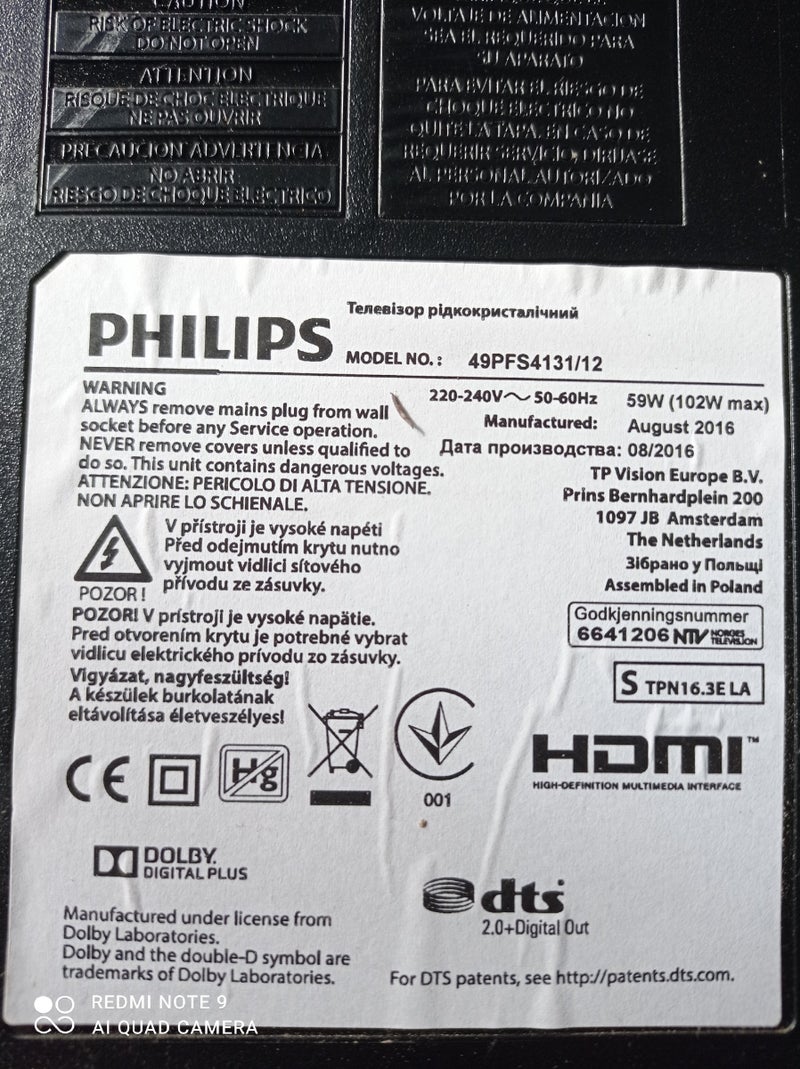 CAUTION
RISK OF ELECTRIC SHOCK
DO NOT OPEN
ATTENTION
RISQUE DE CHOC ELECTRIQUE
NE PAS OUVRIR
PRECAUCION ADVERTENCIA
NO ABRIR
RIESGO DE CHOQUE ELECTRICO
VOLTAJE DE ALIMENTACION
SEA EL REQUERIDO PARA
SU APARATO
PARA EVITAR EL RIESGO DE
CHOQUE ELECTRICO NO
QUITE LA TAPA. EN CASO DE
REQUERIR SERVICIO, DIRIJASE
AL PERSONAL AUTORIZADO
POR LA COMPANIA
PHILIPS
Телевізор рідкокристалічний
MODEL NO.: 49PFS4131/12
WARNING
ALWAYS remove mains plug from wall
socket before any Service operation.
NEVER remove covers unless qualified to
do so. This unit contains dangerous voltages.
ATTENZIONE: PERICOLO DI ALTA TENSIONE.
NON APRIRE LO SCHIENALE.
220-240V～ 50-60Hz 59W (102W max)
Manufactured: August 2016
Дата производства: 08/2016
TP Vision Europe B.V.
Prins Bernhardplein 200
1097 JB Amsterdam
The Netherlands
Зібрано у Польщі
Assembled in Poland
V přístroji je vysoké napětí
Před odejmutím krytu nutno
vyjmout vidlici sítového
přívodu ze zásuvky.
POZOR !
POZOR! V prístroji je vysoké napätie.
Pred otvorením krytu je potrebné vybrat
vidlicu elektrického prívodu zo zásuvky.
Vigyázat, nagyfeszültség!
A készülek burkolatának
eltávolítása életveszélyes!
Godkjenningsnummer
6641206 NTV NORGES TELEVISJON
S TPN16.3E LA
CE
Hg
001
HDMI™
HIGH-DEFINITION MULTIMEDIA INTERFACE
DOLBY.
DIGITAL PLUS
dts
2.0+Digital Out
Manufactured under license from
Dolby Laboratories.
Dolby and the double-D symbol are
trademarks of Dolby Laboratories.
For DTS patents, see http://patents.dts.com.
REDMI NOTE 9
AI QUAD CAMERA